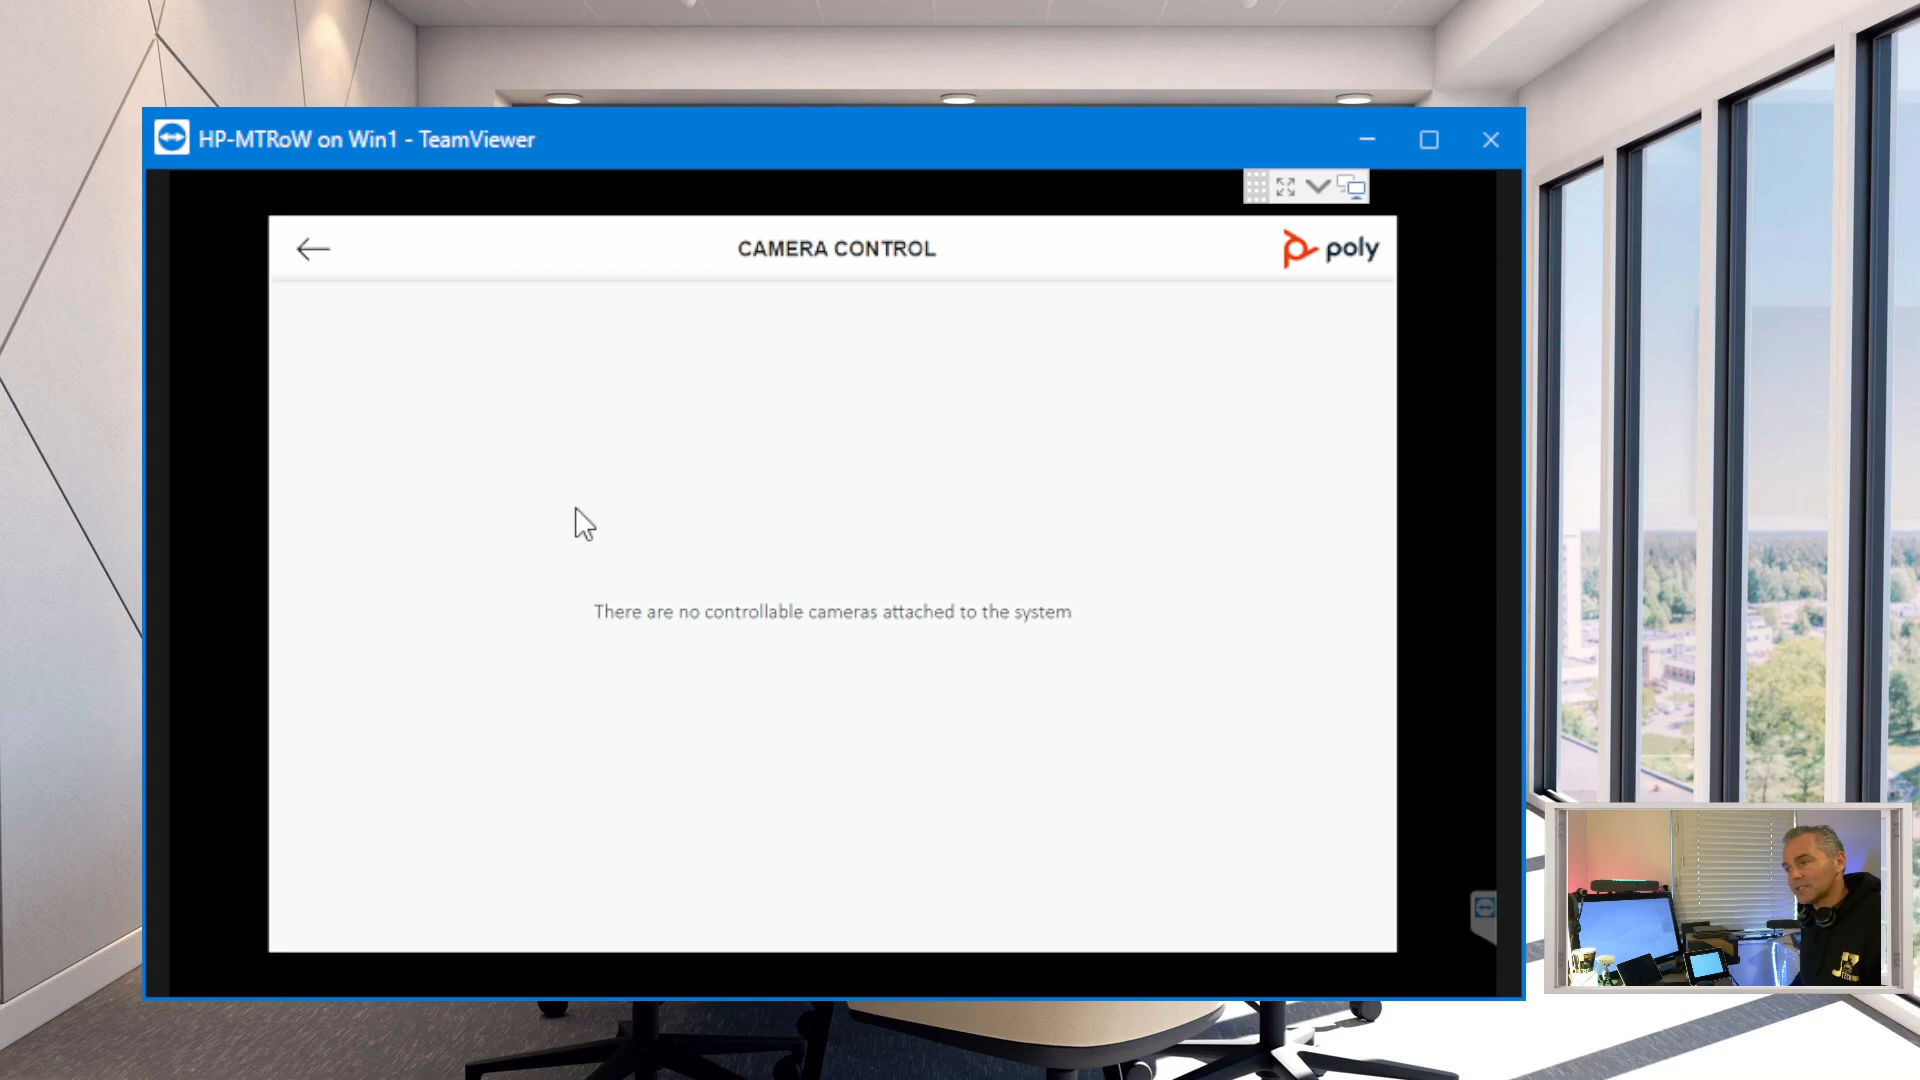 HP-MTRoW on Win1 - TeamViewer
CAMERA CONTROL
poly
There are no controllable cameras attached to the system